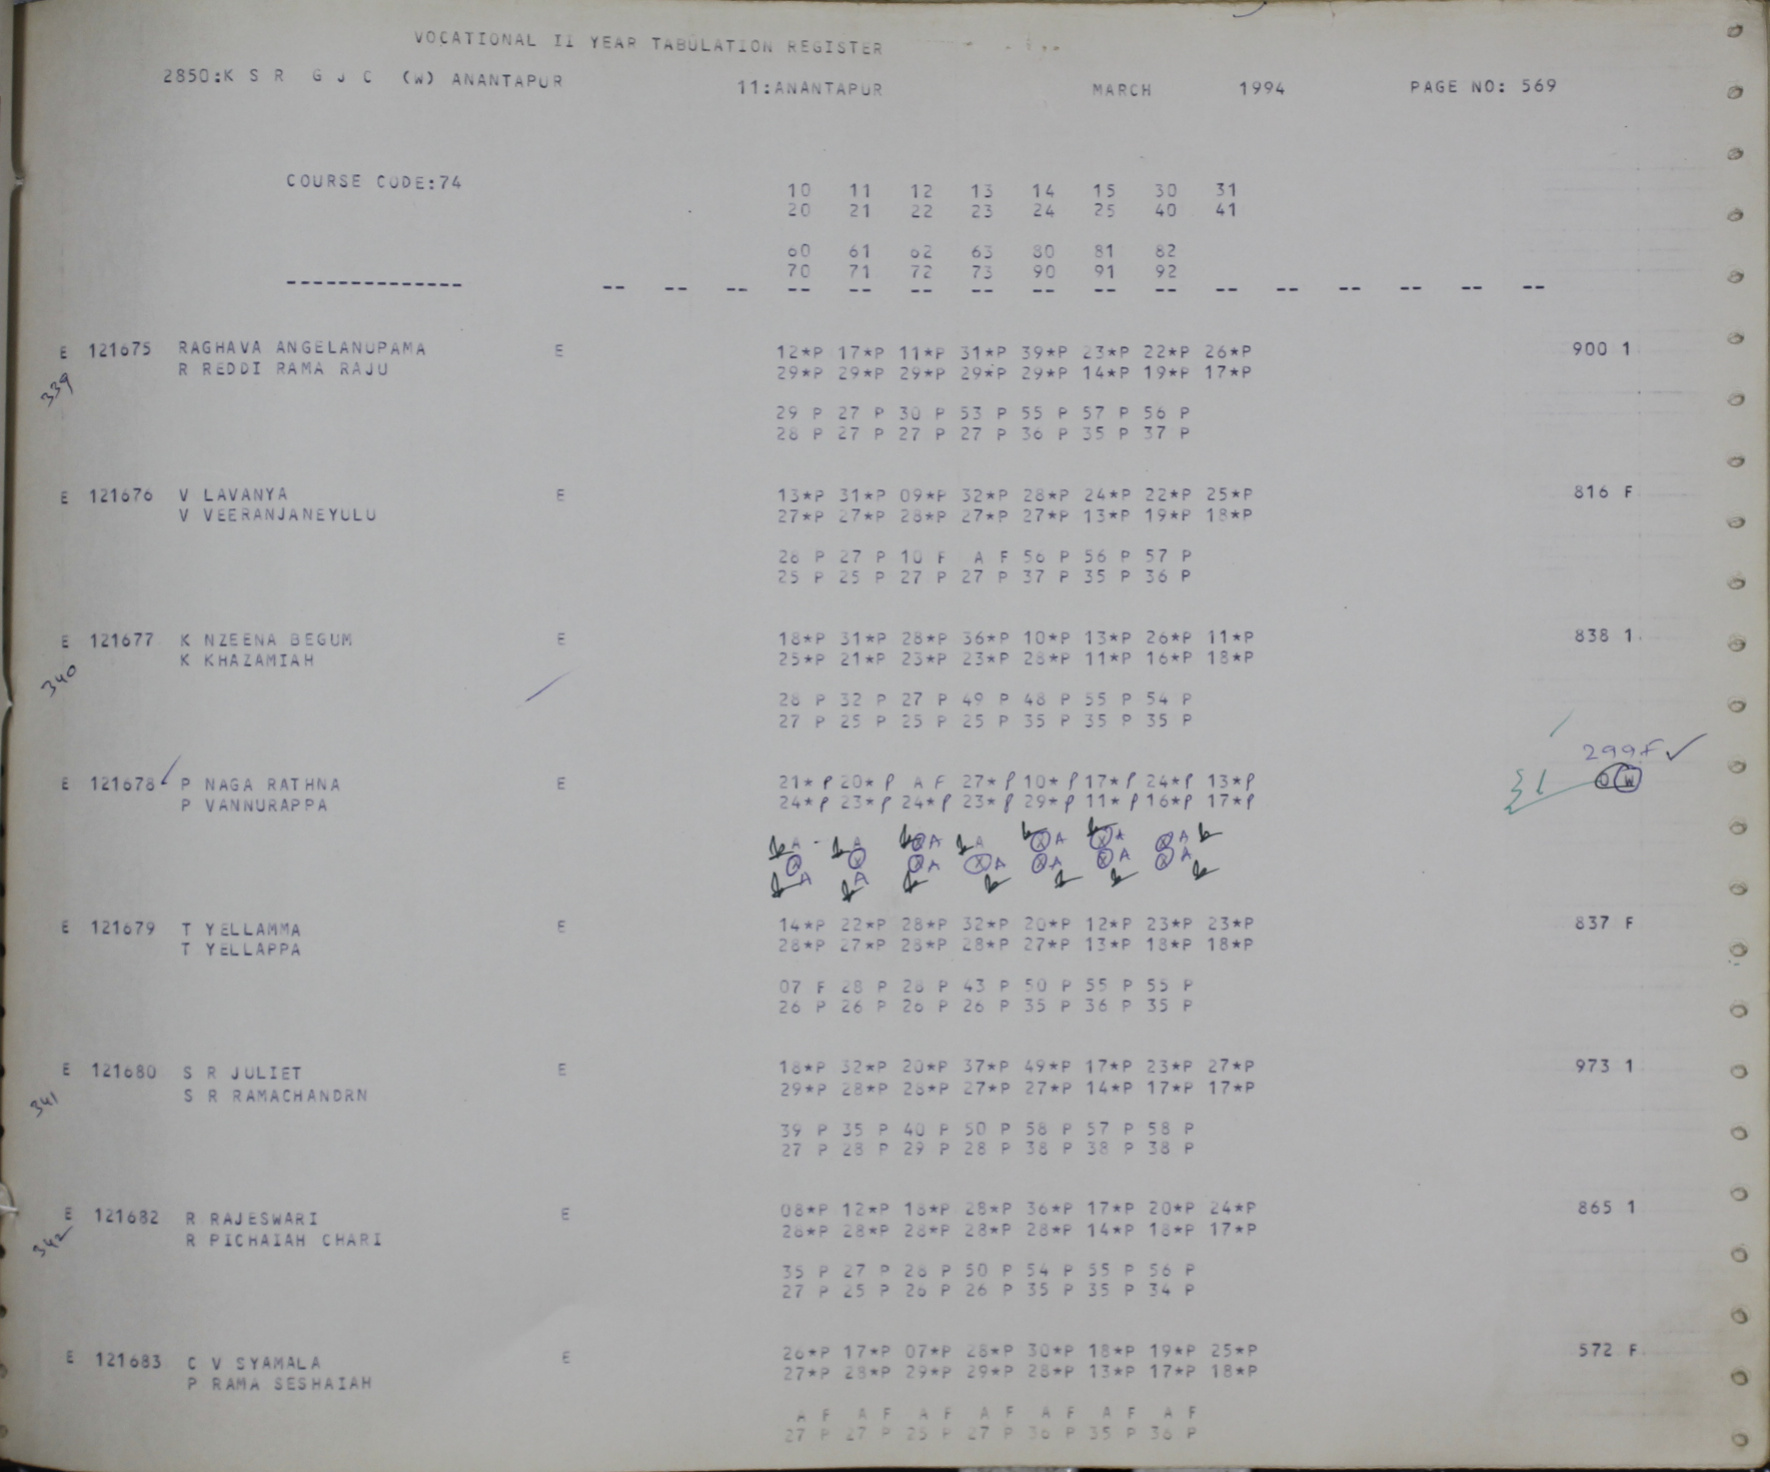 VOCATIONAL II YEAR TABULATION REGISTER
2850:K S R G J C (W) ANANTAPUR 11:ANANTAPUR MARCH 1994 PAGE NO: 569
COURSE CODE:74
10 11 12 13 14 15 30 31
20 21 22 23 24 25 40 41
60 61 62 63 80 81 82
70 71 72 73 90 91 92
-------------- -- -- -- -- -- -- -- -- -- -- -- -- -- -- -- --
E 121675 RAGHAVA ANGELANUPAMA E 12*P 17*P 11*P 31*P 39*P 23*P 22*P 26*P 900 1
339 R REDDI RAMA RAJU 29*P 29*P 29*P 29*P 29*P 14*P 19*P 17*P
29 P 27 P 30 P 53 P 55 P 57 P 56 P
28 P 27 P 27 P 27 P 36 P 35 P 37 P
E 121676 V LAVANYA E 13*P 31*P 09*P 32*P 28*P 24*P 22*P 25*P 816 F
V VEERANJANEYULU 27*P 27*P 28*P 27*P 27*P 13*P 19*P 18*P
28 P 27 P 10 F A F 56 P 56 P 57 P
25 P 25 P 27 P 27 P 37 P 35 P 36 P
E 121677 K NZEENA BEGUM E 18*P 31*P 28*P 36*P 10*P 13*P 26*P 11*P 838 1
340 K KHAZAMIAH 25*P 21*P 23*P 23*P 28*P 11*P 16*P 18*P
28 P 32 P 27 P 49 P 48 P 55 P 54 P
27 P 25 P 25 P 25 P 35 P 35 P 35 P
299F ✓
E 121678 P NAGA RATHNA E 21*P 20*P A F 27*P 10*P 17*P 24*P 13*P 0 W
P VANNURAPPA 24*P 23*P 24*P 23*P 29*P 11*P 16*P 17*P
A A A A A A A
A A A A A A A
E 121679 T YELLAMMA E 14*P 22*P 28*P 32*P 20*P 12*P 23*P 23*P 837 F
T YELLAPPA 28*P 27*P 28*P 28*P 27*P 13*P 18*P 18*P
07 F 28 P 28 P 43 P 50 P 55 P 55 P
26 P 26 P 26 P 26 P 35 P 36 P 35 P
E 121680 S R JULIET E 18*P 32*P 20*P 37*P 49*P 17*P 23*P 27*P 973 1
341 S R RAMACHANDRN 29*P 28*P 28*P 27*P 27*P 14*P 17*P 17*P
39 P 35 P 40 P 50 P 58 P 57 P 58 P
27 P 28 P 29 P 28 P 38 P 38 P 38 P
E 121682 R RAJESWARI E 08*P 12*P 18*P 28*P 36*P 17*P 20*P 24*P 865 1
342 R PICHAIAH CHARI 28*P 28*P 28*P 28*P 28*P 14*P 18*P 17*P
35 P 27 P 28 P 50 P 54 P 55 P 56 P
27 P 25 P 26 P 26 P 35 P 35 P 34 P
E 121683 C V SYAMALA E 26*P 17*P 07*P 28*P 30*P 18*P 19*P 25*P 572 F
P RAMA SESHAIAH 27*P 28*P 29*P 29*P 28*P 13*P 17*P 18*P
A F A F A F A F A F A F A F
27 P 27 P 25 P 27 P 36 P 35 P 36 P